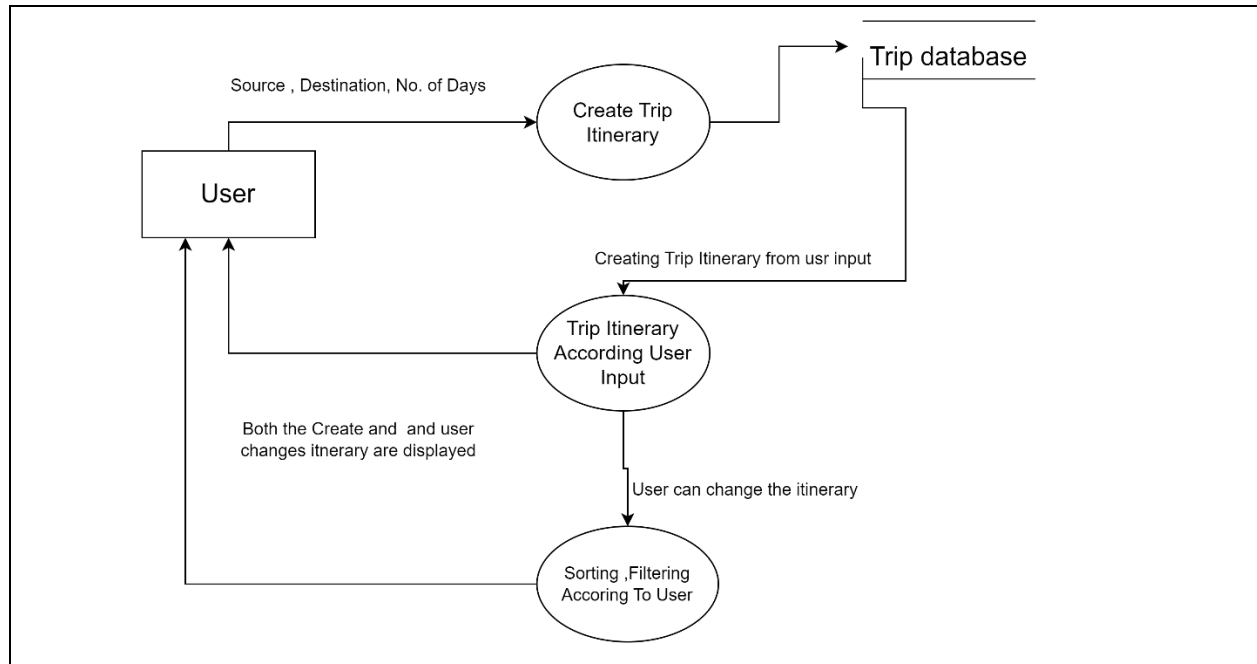 Trip database
Source , Destination, No. of Days
Create Trip
Itinerary
User
Creating Trip Itinerary from usr input
Trip Itinerary
According User
Input
Both the Create and  and user
changes itnerary are displayed
User can change the itinerary
Sorting ,Filtering
Accoring To User